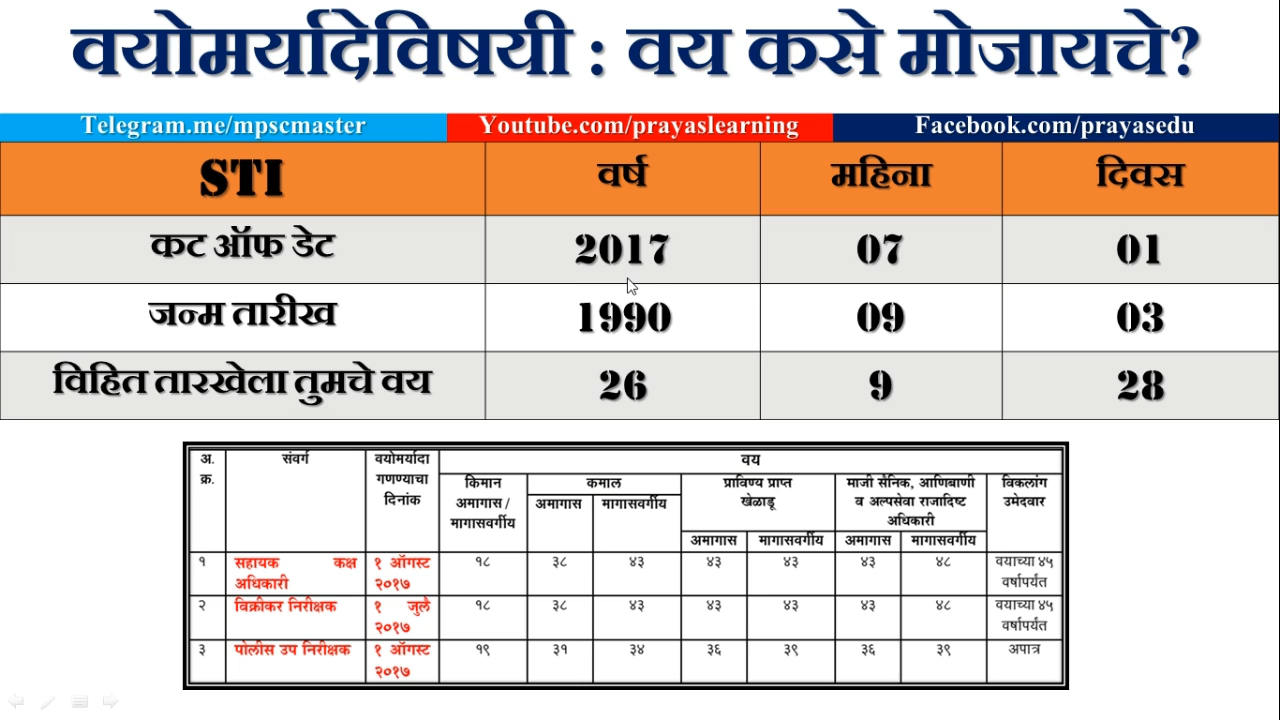 वयोमर्यादेविषयी : वय कसे मोजायचे?
Telegram.me/mpscmaster Youtube.com/prayaslearning Facebook.com/prayasedu
STI वर्ष महिना दिवस
कट ऑफ डेट 2017 07 01
जन्म तारीख 1990 09 03
विहित तारखेला तुमचे वय 26 9 28
अ. संवर्ग वयोमर्यादा वय
क्र. गणण्याचा किमान कमाल प्राविण्य प्राप्त माजी सैनिक, आणिबाणी विकलांग
दिनांक अमागास / अमागास मागासवर्गीय खेळाडू व अल्पसेवा राजादिष्ट उमेदवार
मागासवर्गीय अधिकारी
अमागास मागासवर्गीय अमागास मागासवर्गीय
१ सहायक कक्ष १ ऑगस्ट १८ ३८ ४३ ४३ ४३ ४३ ४८ वयाच्या ४५
अधिकारी २०१७ वर्षापर्यंत
२ विक्रीकर निरीक्षक १ जुलै १८ ३८ ४३ ४३ ४३ ४३ ४८ वयाच्या ४५
२०१७ वर्षापर्यंत
३ पोलीस उप निरीक्षक १ ऑगस्ट १९ ३१ ३४ ३६ ३९ ३६ ३९ अपात्र
२०१७